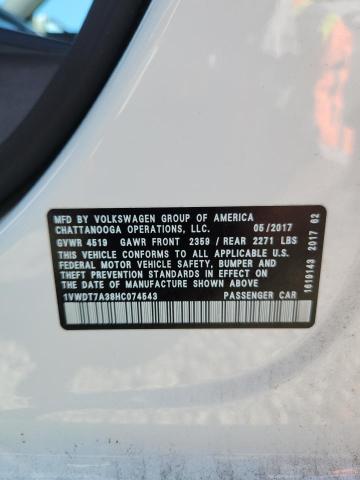 MFD BY VOLKSWAGEN GROUP OF AMERICA
CHATTANOOGA OPERATIONS, LLC. 05/2017
GVWR 4519 GAWR FRONT 2359 / REAR 2271 LBS
THIS VEHICLE CONFORMS TO ALL APPLICABLE U.S.
FEDERAL MOTOR VEHICLE SAFETY, BUMPER AND
THEFT PREVENTION STANDARDS IN EFFECT ON THE
DATE OF MANUFACTURE SHOWN ABOVE
1VWDT7A38HC074543 PASSENGER CAR
1619143 2017 62